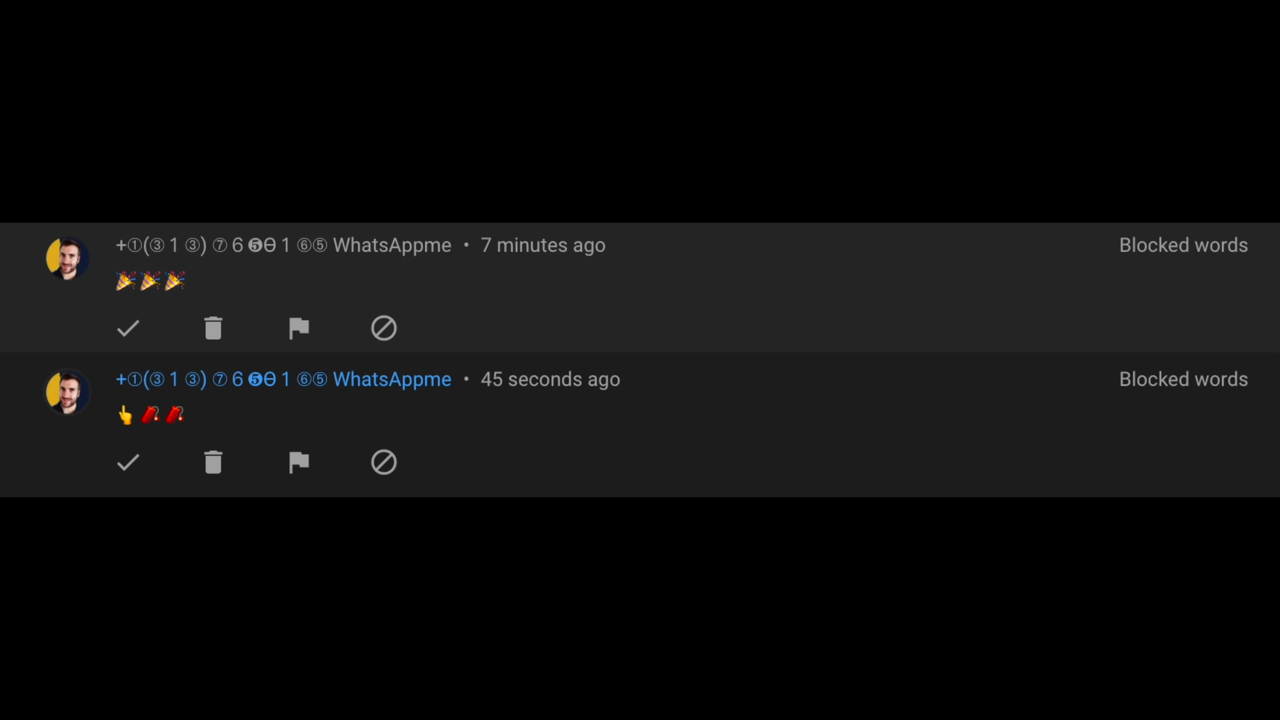 +①(③ 1 ③) ⑦ 6 ❺Ɵ 1 ⑥⑤ WhatsAppme • 7 minutes ago Blocked words
🎉🎉🎉
+①(③ 1 ③) ⑦ 6 ❺Ɵ 1 ⑥⑤ WhatsAppme • 45 seconds ago Blocked words
👆🧨🧨